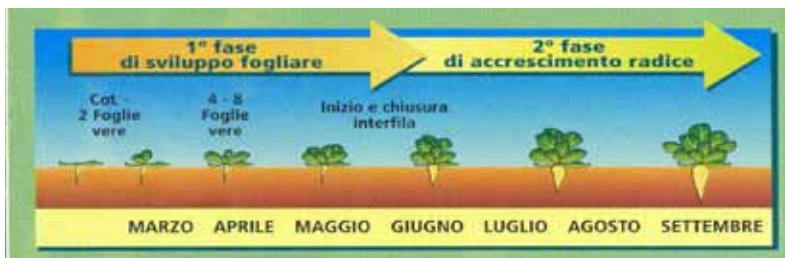 1° fase
di sviluppo fogliare
2° fase
di accrescimento radice
Cot. -
2 Foglie
vere
4 - 8
Foglie
vere
Inizio e chiusura
interfila
MARZO APRILE MAGGIO GIUGNO LUGLIO AGOSTO SETTEMBRE